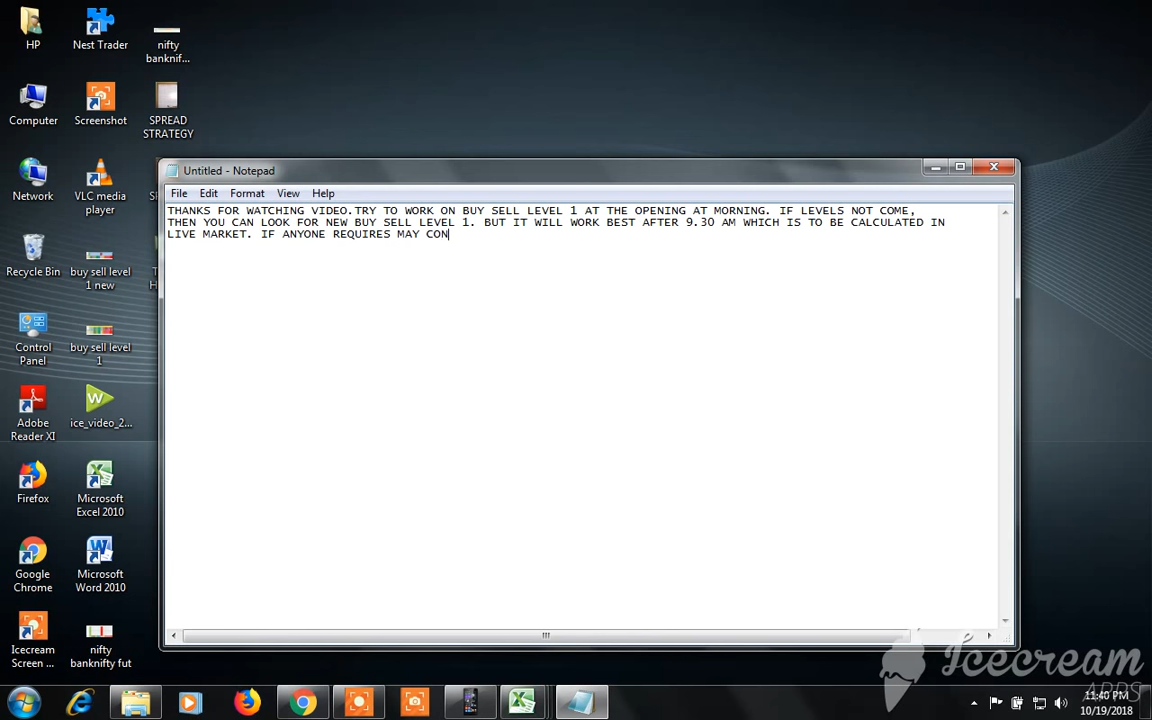 HP
Nest Trader
nifty
banknif...
Computer
Screenshot
SPREAD
STRATEGY
Untitled - Notepad
File Edit Format View Help
THANKS FOR WATCHING VIDEO.TRY TO WORK ON BUY SELL LEVEL 1 AT THE OPENING AT MORNING. IF LEVELS NOT COME,
THEN YOU CAN LOOK FOR NEW BUY SELL LEVEL 1. BUT IT WILL WORK BEST AFTER 9.30 AM WHICH IS TO BE CALCULATED IN
LIVE MARKET. IF ANYONE REQUIRES MAY CON
Network
VLC media
player
Recycle Bin
buy sell level
1 new
Control
Panel
buy sell level
1
Adobe
Reader XI
ice_video_2...
Firefox
Microsoft
Excel 2010
Google
Chrome
Microsoft
Word 2010
Icecream
Screen ...
nifty
banknifty fut
Icecream
APPS
11:40 PM
10/19/2018